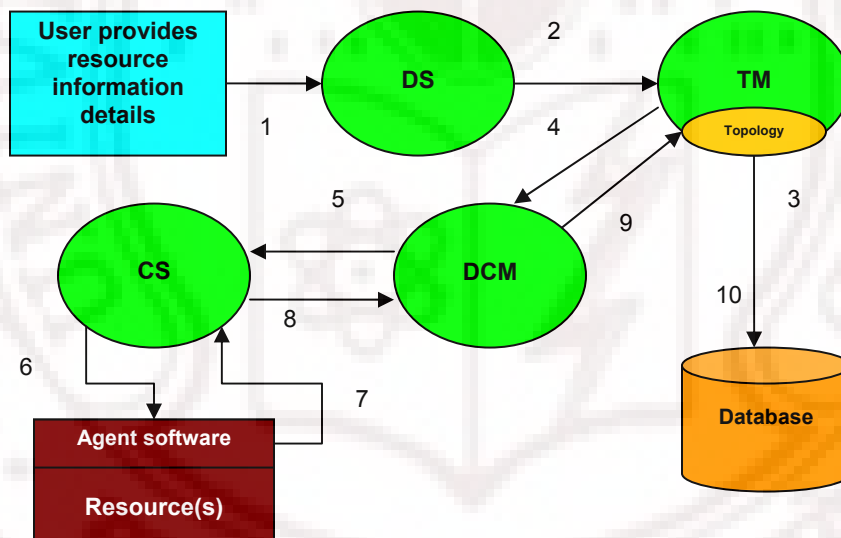 User provides
resource
information
details
1
DS
2
TM
Topology
4
3
5
9
CS
DCM
8
10
6
7
Agent software
Resource(s)
Database